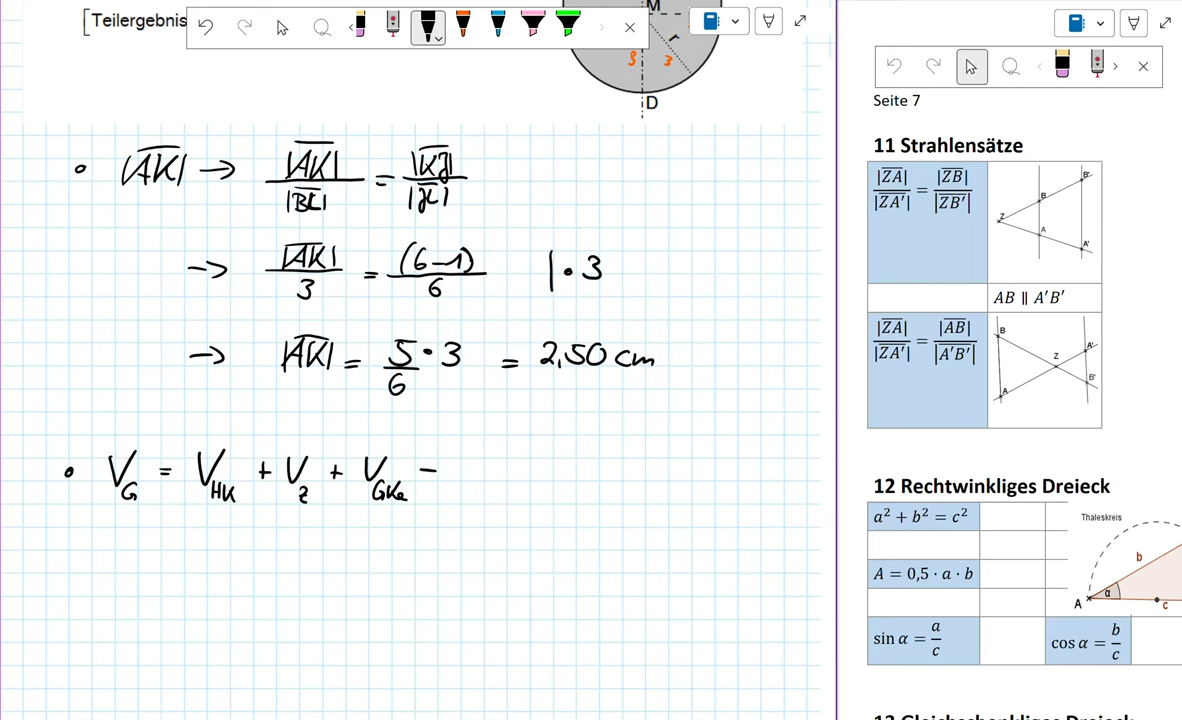 [Teilergebnis
M
r
3
3
D
• |AK| → |AK| / |BL| = |KJ| / |JL|
→ |AK| / 3 = (6-1) / 6 | • 3
→ |AK| = 5/6 • 3 = 2,50 cm
• V_G = V_HK + V_Z + V_GKe -
Seite 7
11 Strahlensätze
|ZA| / |ZA'| = |ZB| / |ZB'|
Z A B A' B'
AB ∥ A'B'
|ZA| / |ZA'| = |AB| / |A'B'|
B A Z A' B'
12 Rechtwinkliges Dreieck
a² + b² = c²
Thaleskreis
A = 0,5 · a · b
b
α
A
c
sin α = a/c
cos α = b/c